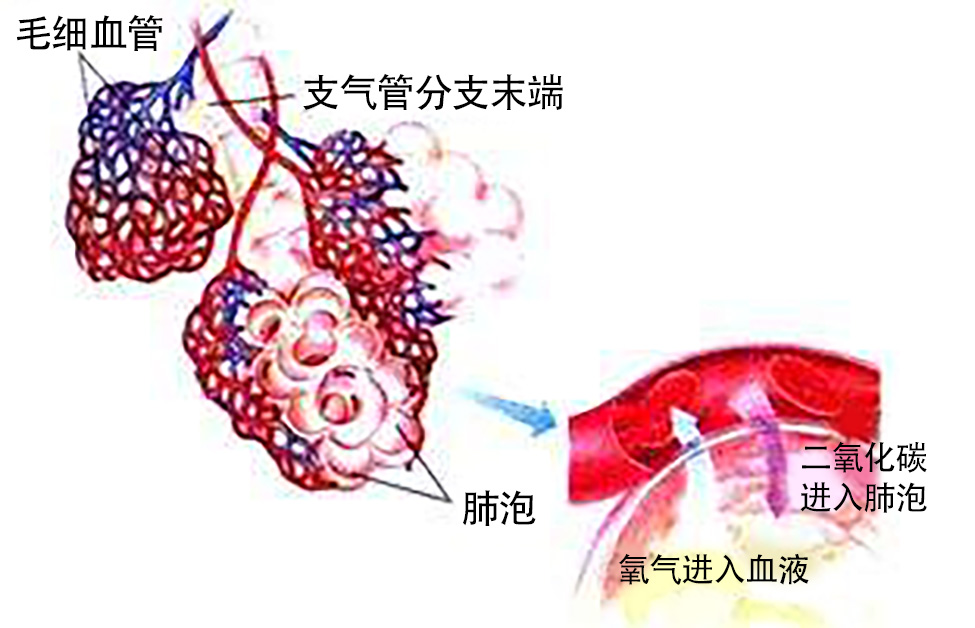 毛细血管
支气管分支末端
肺泡
二氧化碳
进入肺泡
氧气进入血液